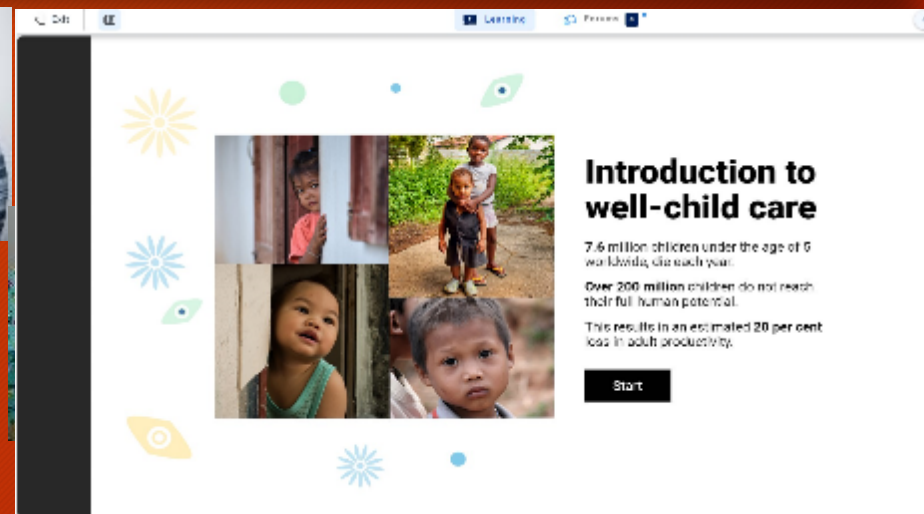 Exit
Learning
Introduction to
well-child care
7.6 million children under the age of 5
worldwide, die each year.
Over 200 million children do not reach
their full human potential.
This results in an estimated 20 per cent
loss in adult productivity.
Start